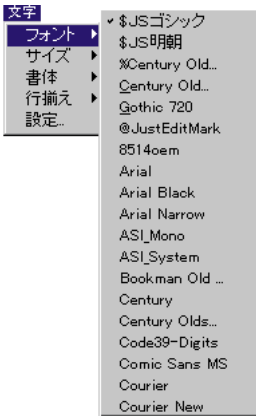 文字
フォント
サイズ
書体
行揃え
設定...
$JSゴシック
$JS明朝
%Century Old...
Century Old...
Gothic 720
@JustEditMark
8514oem
Arial
Arial Black
Arial Narrow
ASI_Mono
ASI_System
Bookman Old ...
Century
Century Olds...
Code39-Digits
Comic Sans MS
Courier
Courier New